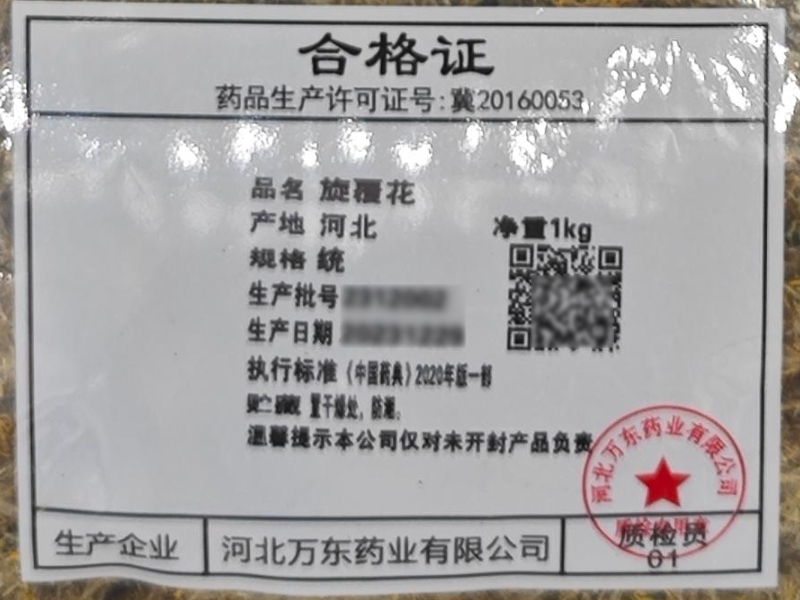 合格证
药品生产许可证号:冀20160053
品名 旋覆花
产地 河北 净重1kg
规格 统
生产批号
生产日期
执行标准《中国药典》2020年版一部
贮藏 置干燥处，防潮。
温馨提示本公司仅对未开封产品负责
河北万东药业有限公司
生产企业 河北万东药业有限公司 质检员
01